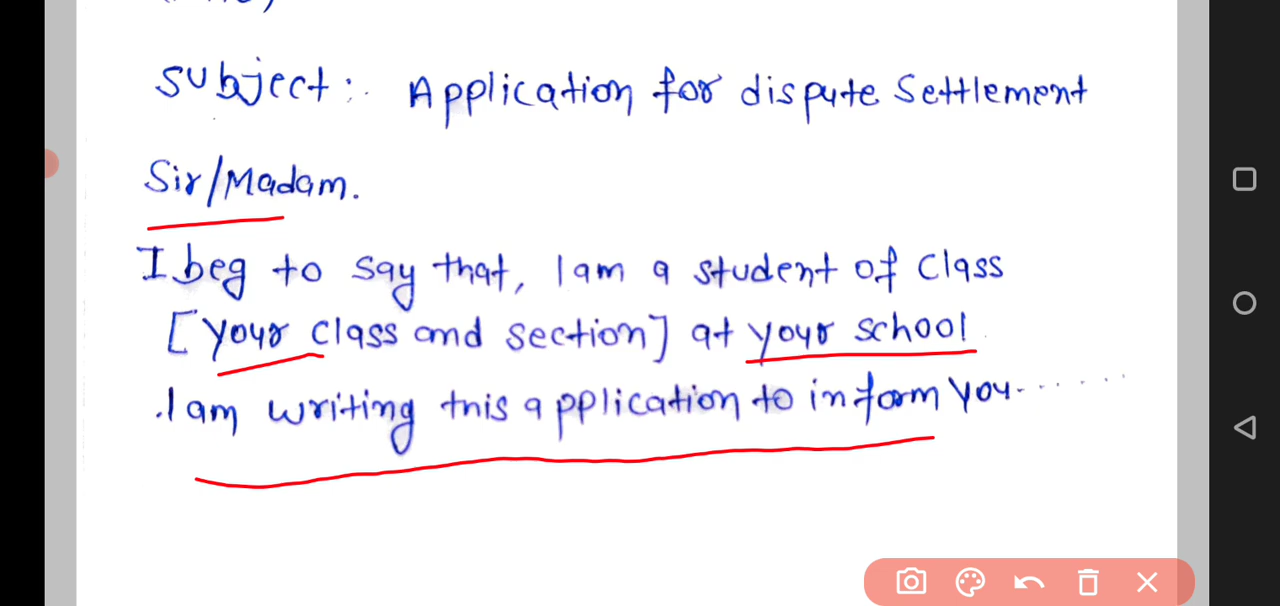 Subject:. Application for dispute Settlement
Sir/Madam.
I beg to say that, I am a student of class
[your class and section] at your school.
.I am writing this application to inform you.......